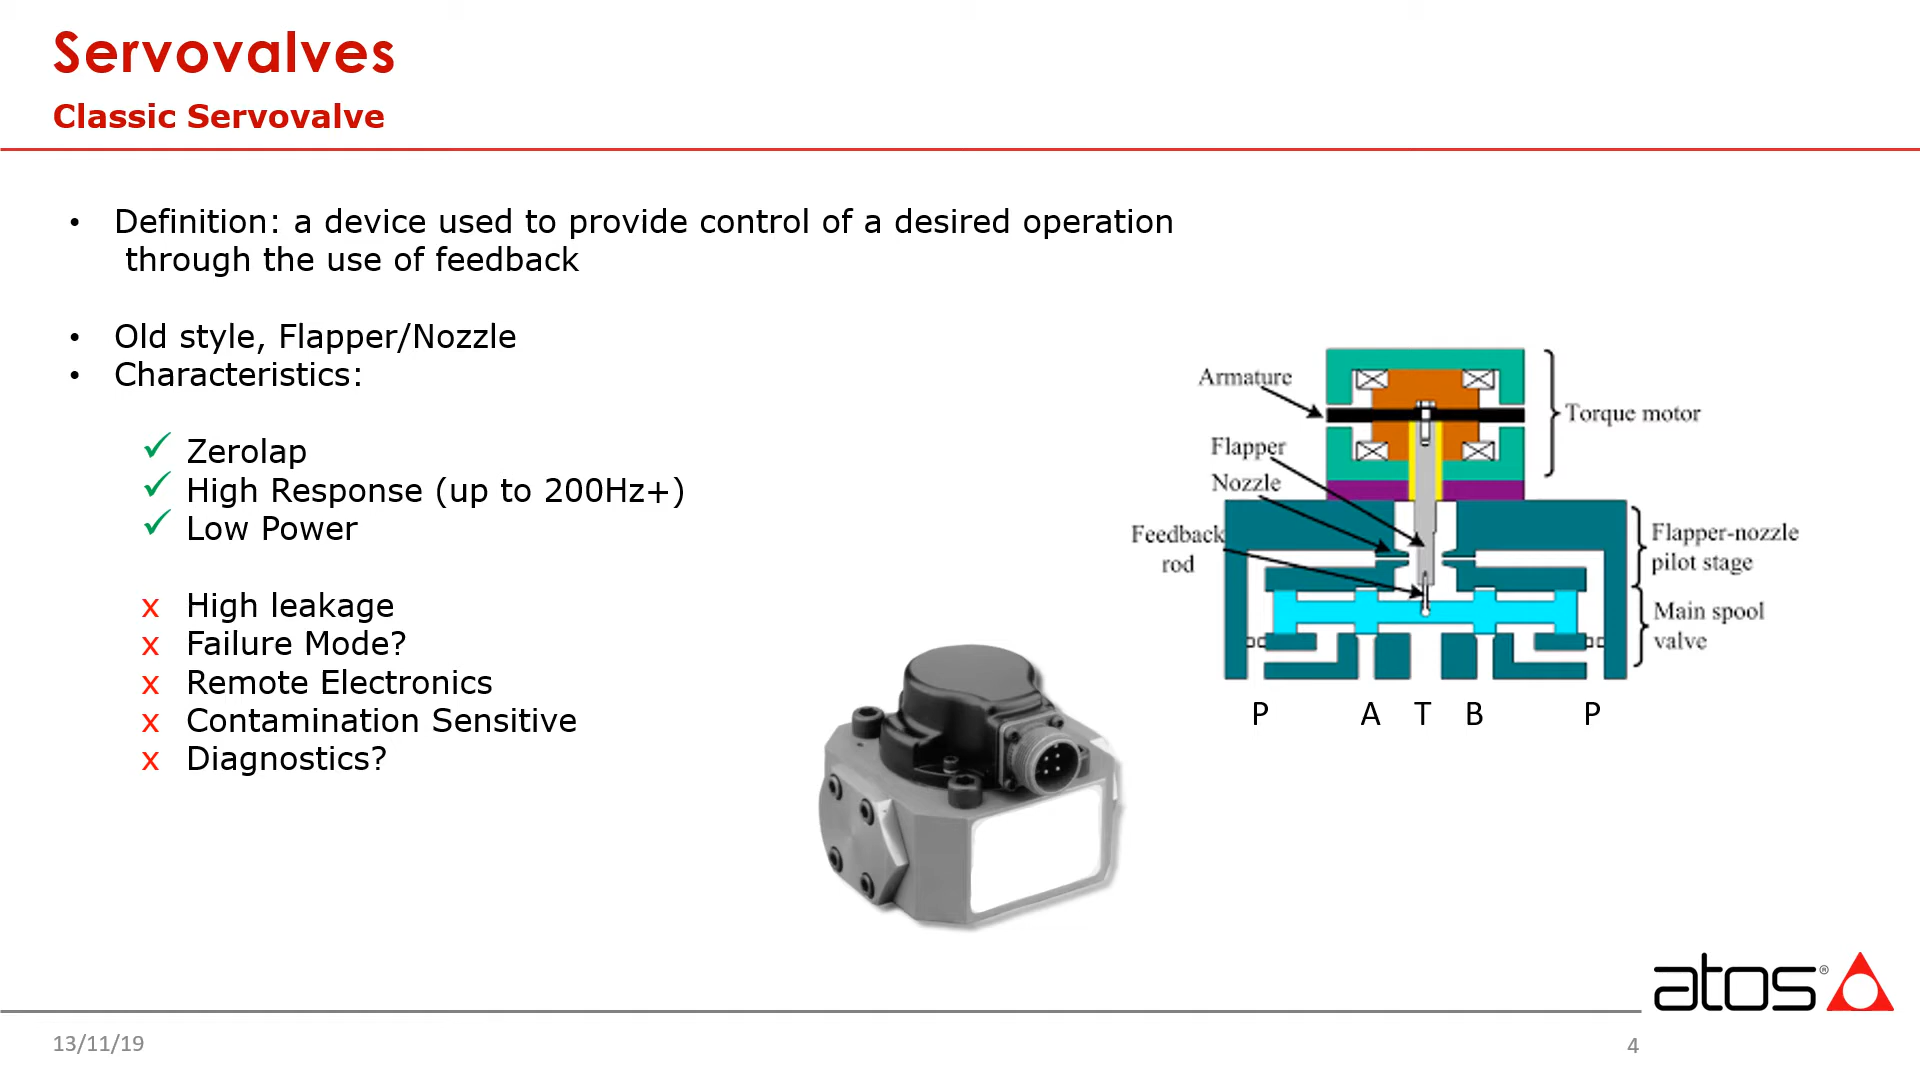 Servovalves
Classic Servovalve
• Definition: a device used to provide control of a desired operation
through the use of feedback
• Old style, Flapper/Nozzle
• Characteristics:
✓ Zerolap
✓ High Response (up to 200Hz+)
✓ Low Power
x High leakage
x Failure Mode?
x Remote Electronics
x Contamination Sensitive
x Diagnostics?
Armature
Flapper
Nozzle
Feedback
rod
Torque motor
Flapper-nozzle
pilot stage
Main spool
valve
P A T B P
atos®
13/11/19
4